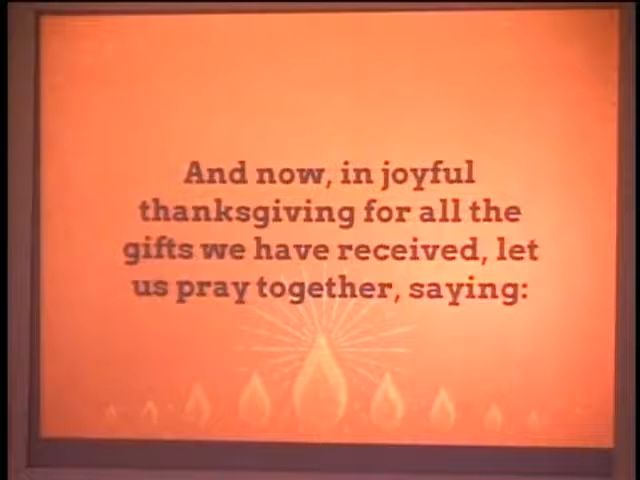 And now, in joyful
thanksgiving for all the
gifts we have received, let
us pray together, saying: